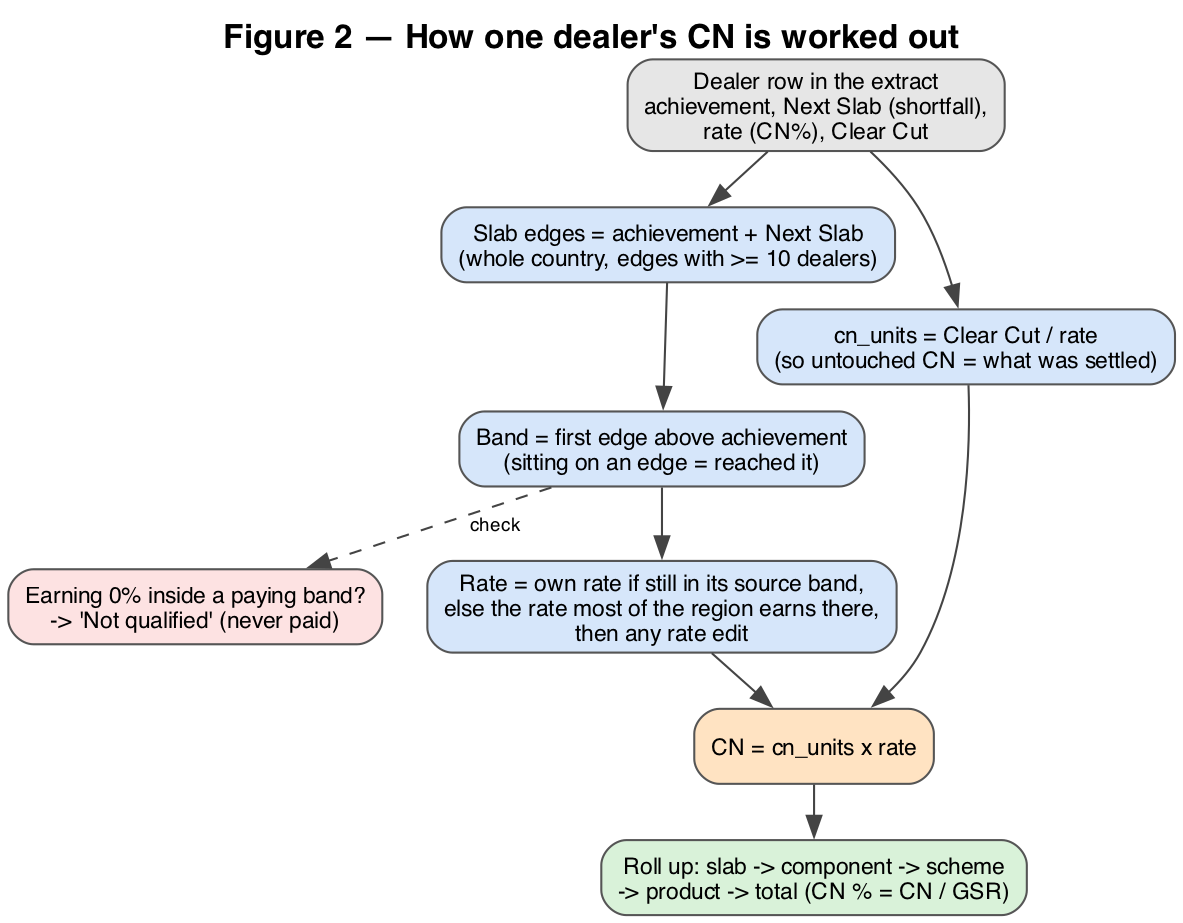 Figure 2 — How one dealer's CN is worked out
Dealer row in the extract
achievement, Next Slab (shortfall),
rate (CN%), Clear Cut
Slab edges = achievement + Next Slab
(whole country, edges with >= 10 dealers)
cn_units = Clear Cut / rate
(so untouched CN = what was settled)
Band = first edge above achievement
(sitting on an edge = reached it)
check
Earning 0% inside a paying band?
-> 'Not qualified' (never paid)
Rate = own rate if still in its source band,
else the rate most of the region earns there,
then any rate edit
CN = cn_units x rate
Roll up: slab -> component -> scheme
-> product -> total (CN % = CN / GSR)